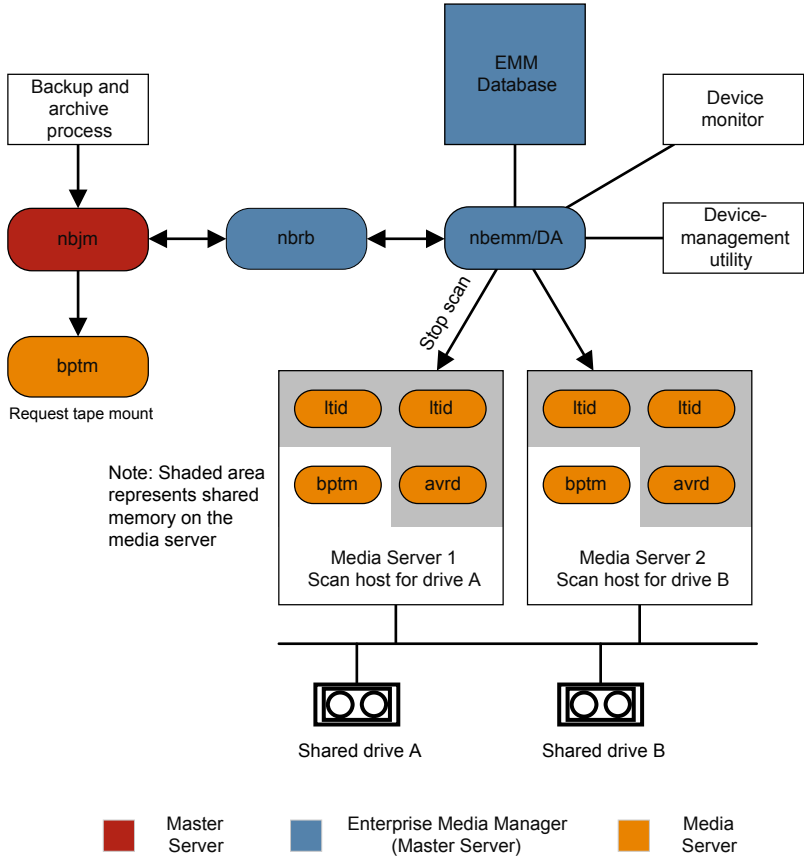 EMM
Database
Backup and
archive
process
Device
monitor
nbjm
nbrb
nbemm/DA
Device-
management
utility
Stop scan
bptm
Request tape mount
ltid
ltid
ltid
ltid
Note: Shaded area
represents shared
memory on the
media server
bptm
avrd
bptm
avrd
Media Server 1
Scan host for drive A
Media Server 2
Scan host for drive B
Shared drive A
Shared drive B
Master
Server
Enterprise Media Manager
(Master Server)
Media
Server